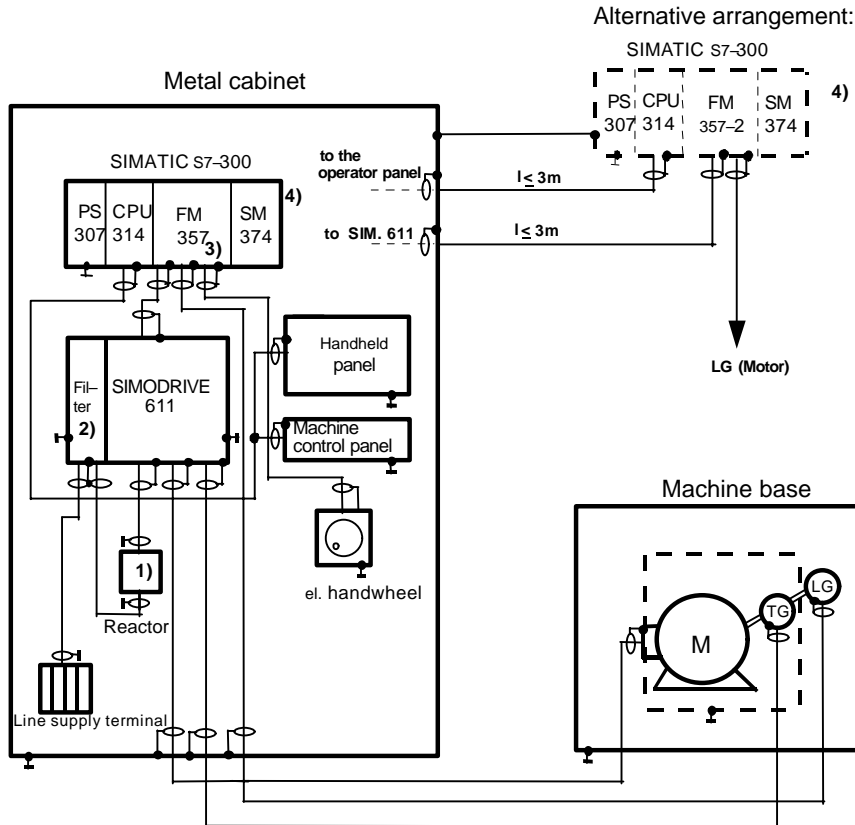 Alternative arrangement:
SIMATIC S7–300
PS CPU FM SM
307 314 357–2 374
4)
Metal cabinet
SIMATIC S7–300
PS CPU FM SM
307 314 357 374
4)
3)
to the
operator panel
l ≤ 3m
to SIM. 611
l ≤ 3m
LG (Motor)
Fil–
ter
2)
SIMODRIVE
611
Handheld
panel
Machine
control panel
1)
Reactor
el. handwheel
Line supply terminal
Machine base
M
TG
LG